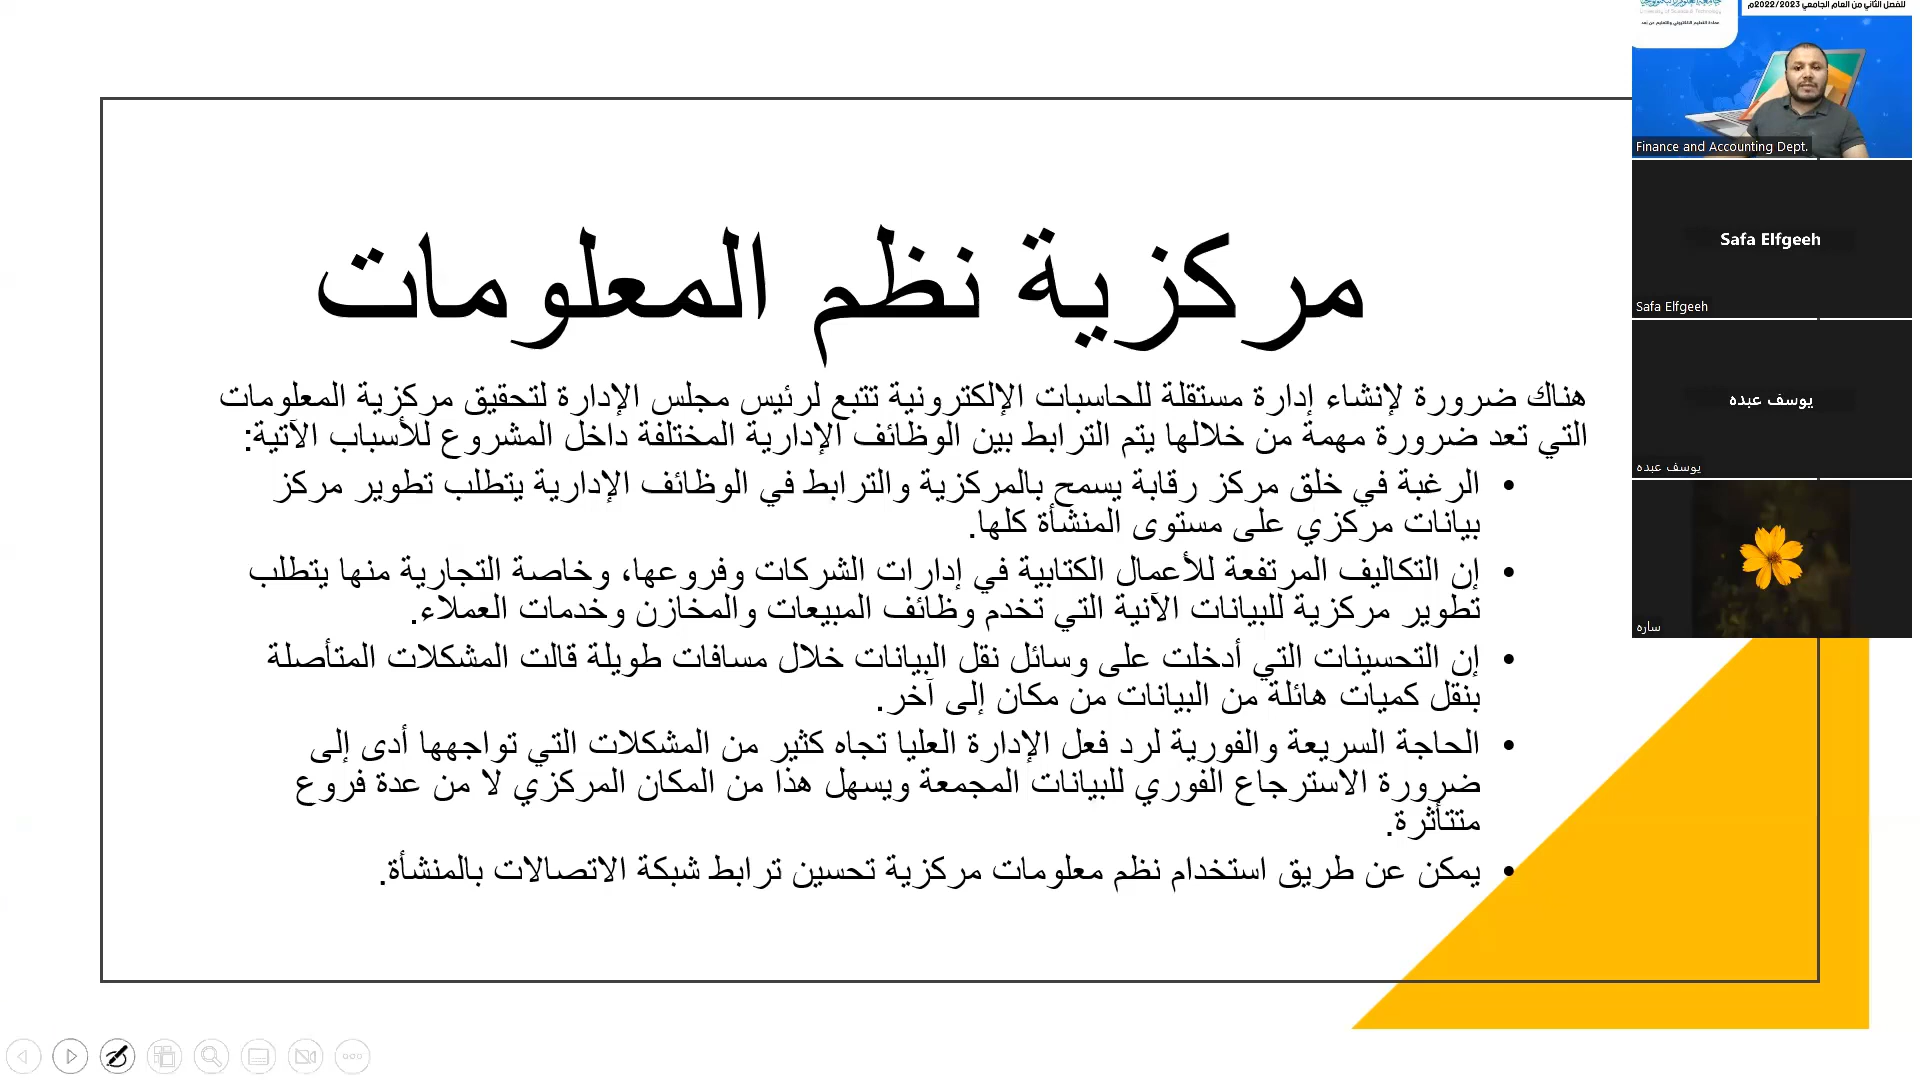 مركزية نظم المعلومات
هناك ضرورة لإنشاء إدارة مستقلة للحاسبات الإلكترونية تتبع لرئيس مجلس الإدارة لتحقيق مركزية المعلومات
التي تعد ضرورة مهمة من خلالها يتم الترابط بين الوظائف الإدارية المختلفة داخل المشروع للأسباب الآتية:
• الرغبة في خلق مركز رقابة يسمح بالمركزية والترابط في الوظائف الإدارية يتطلب تطوير مركز
بيانات مركزي على مستوى المنشأة كلها.
• إن التكاليف المرتفعة للأعمال الكتابية في إدارات الشركات وفروعها، وخاصة التجارية منها يتطلب
تطوير مركزية للبيانات الآنية التي تخدم وظائف المبيعات والمخازن وخدمات العملاء.
• إن التحسينات التي أدخلت على وسائل نقل البيانات خلال مسافات طويلة قالت المشكلات المتأصلة
بنقل كميات هائلة من البيانات من مكان إلى آخر.
• الحاجة السريعة والفورية لرد فعل الإدارة العليا تجاه كثير من المشكلات التي تواجهها أدى إلى
ضرورة الاسترجاع الفوري للبيانات المجمعة ويسهل هذا من المكان المركزي لا من عدة فروع
متتأثرة.
• يمكن عن طريق استخدام نظم معلومات مركزية تحسين ترابط شبكة الاتصالات بالمنشأة.
للفصل الثاني من العام الجامعي 2022/2023م
Finance and Accounting Dept.
Safa Elfgeeh
Safa Elfgeeh
يوسف عبده
يوسف عبده
ساره